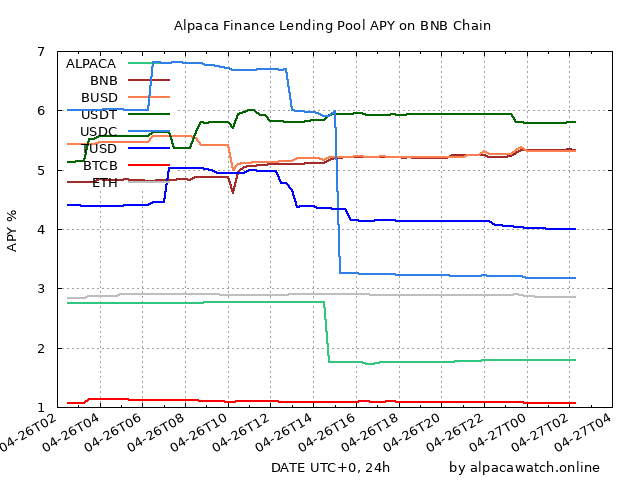 Alpaca Finance Lending Pool APY on BNB Chain
7
6
5
4
3
2
1
APY %
ALPACA
BNB
BUSD
USDT
USDC
TUSD
BTCB
ETH
04-26T02
04-26T04
04-26T06
04-26T08
04-26T10
04-26T12
04-26T14
04-26T16
04-26T18
04-26T20
04-26T22
04-27T00
04-27T02
04-27T04
DATE UTC+0, 24h
by alpacawatch.online